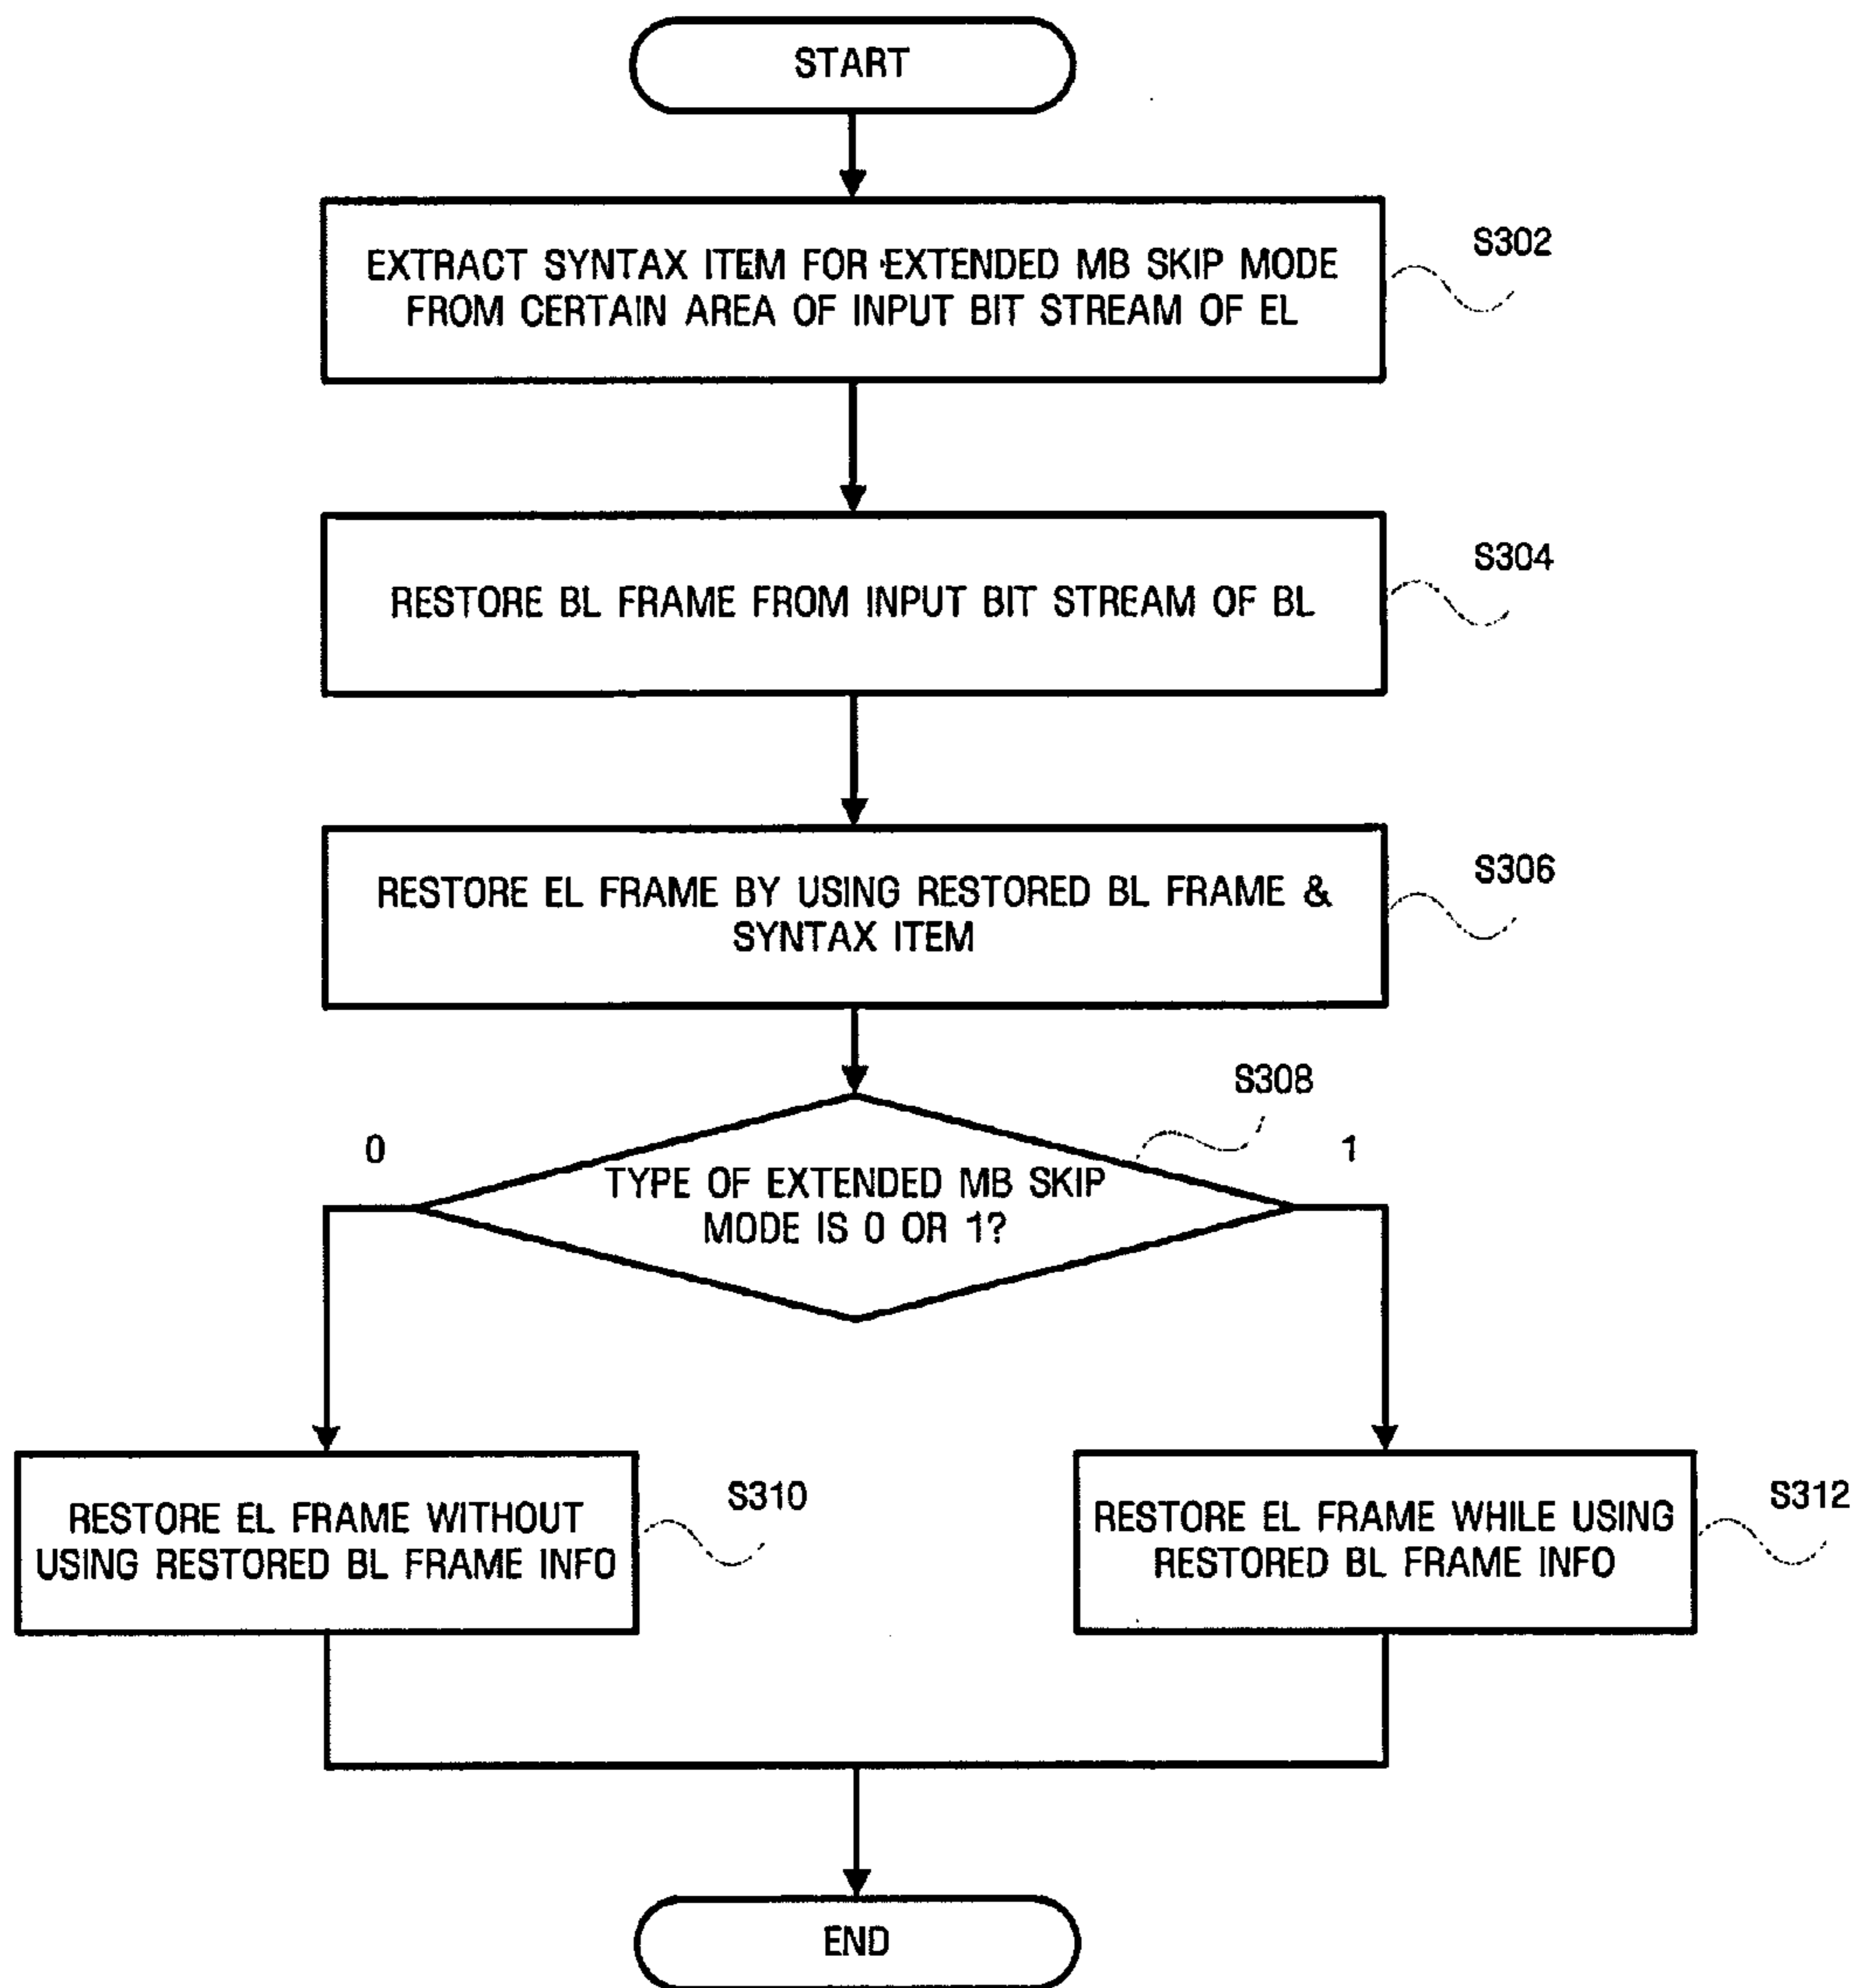 START
EXTRACT SYNTAX ITEM FOR EXTENDED MB SKIP MODE
FROM CERTAIN AREA OF INPUT BIT STREAM OF EL
S302
RESTORE BL FRAME FROM INPUT BIT STREAM OF BL
S304
RESTORE EL FRAME BY USING RESTORED BL FRAME &
SYNTAX ITEM
S306
S308
0
1
TYPE OF EXTENDED MB SKIP
MODE IS 0 OR 1?
RESTORE EL FRAME WITHOUT
USING RESTORED BL FRAME INFO
S310
RESTORE EL FRAME WHILE USING
RESTORED BL FRAME INFO
S312
END